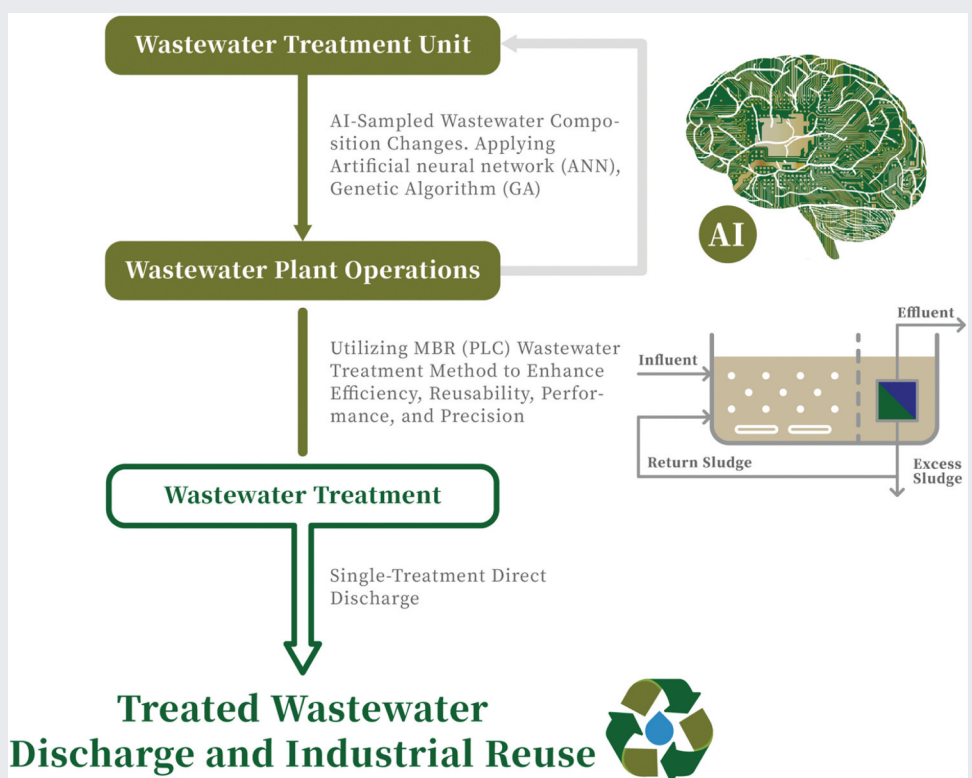 Wastewater Treatment Unit
AI-Sampled Wastewater Compo-
sition Changes. Applying
Artificial neural network (ANN),
Genetic Algorithm (GA)
AI
Wastewater Plant Operations
Utilizing MBR (PLC) Wastewater
Treatment Method to Enhance
Efficiency, Reusability, Perfor-
mance, and Precision
Effluent
Influent
Return Sludge
Excess
Sludge
Wastewater Treatment
Single-Treatment Direct
Discharge
Treated Wastewater
Discharge and Industrial Reuse